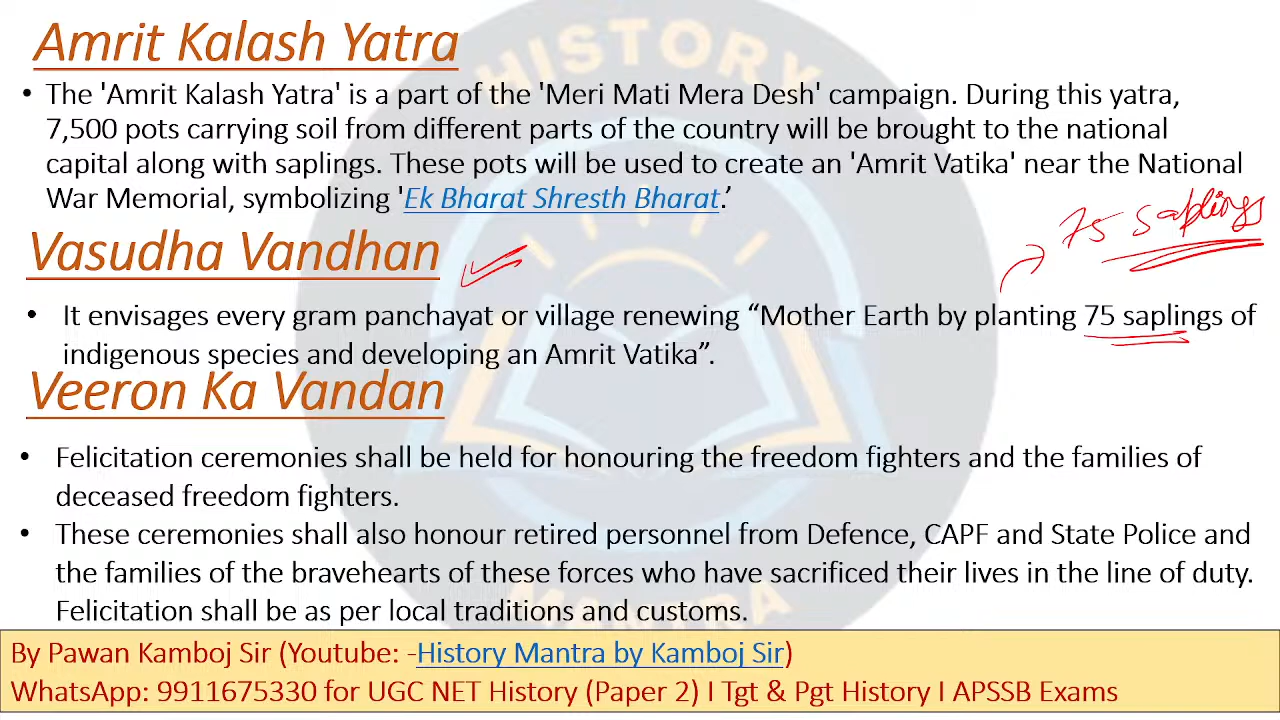 Amrit Kalash Yatra
• The 'Amrit Kalash Yatra' is a part of the 'Meri Mati Mera Desh' campaign. During this yatra,
7,500 pots carrying soil from different parts of the country will be brought to the national
capital along with saplings. These pots will be used to create an 'Amrit Vatika' near the National
War Memorial, symbolizing 'Ek Bharat Shresth Bharat.’
75 saplings
Vasudha Vandhan
• It envisages every gram panchayat or village renewing “Mother Earth by planting 75 saplings of
indigenous species and developing an Amrit Vatika”.
Veeron Ka Vandan
• Felicitation ceremonies shall be held for honouring the freedom fighters and the families of
deceased freedom fighters.
• These ceremonies shall also honour retired personnel from Defence, CAPF and State Police and
the families of the bravehearts of these forces who have sacrificed their lives in the line of duty.
Felicitation shall be as per local traditions and customs.
HISTORY
MANTRA
By Pawan Kamboj Sir (Youtube: -History Mantra by Kamboj Sir)
WhatsApp: 9911675330 for UGC NET History (Paper 2) I Tgt & Pgt History I APSSB Exams